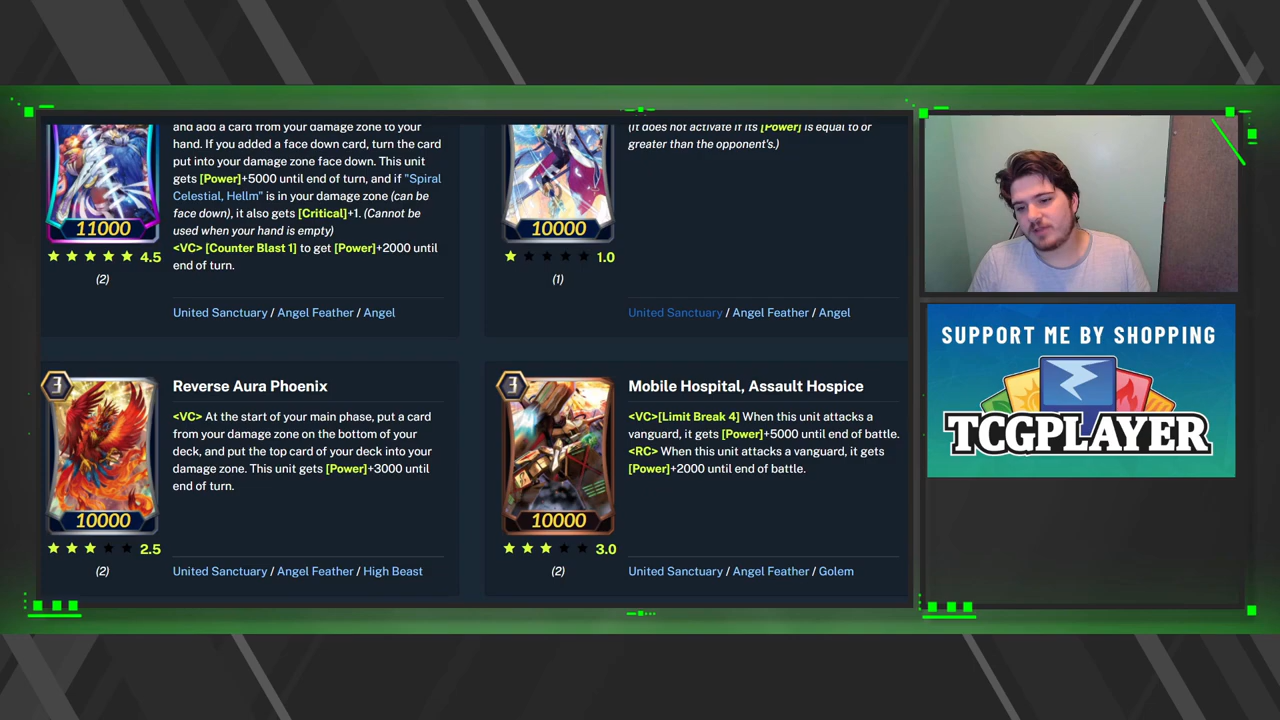 and add a card from your damage zone to your
hand. If you added a face down card, turn the card
put into your damage zone face down. This unit
gets [Power]+5000 until end of turn, and if "Spiral
Celestial, Hellm" is in your damage zone (can be
face down), it also gets [Critical]+1. (Cannot be
used when your hand is empty)
<VC> [Counter Blast 1] to get [Power]+2000 until
end of turn.
11000
4.5
(2)
United Sanctuary / Angel Feather / Angel
(It does not activate if its [Power] is equal to or
greater than the opponent's.)
10000
1.0
(1)
United Sanctuary / Angel Feather / Angel
3
Reverse Aura Phoenix
<VC> At the start of your main phase, put a card
from your damage zone on the bottom of your
deck, and put the top card of your deck into your
damage zone. This unit gets [Power]+3000 until
end of turn.
10000
2.5
(2)
United Sanctuary / Angel Feather / High Beast
3
Mobile Hospital, Assault Hospice
<VC>[Limit Break 4] When this unit attacks a
vanguard, it gets [Power]+5000 until end of battle.
<RC> When this unit attacks a vanguard, it gets
[Power]+2000 until end of battle.
10000
3.0
(2)
United Sanctuary / Angel Feather / Golem
SUPPORT ME BY SHOPPING
TCGPLAYER